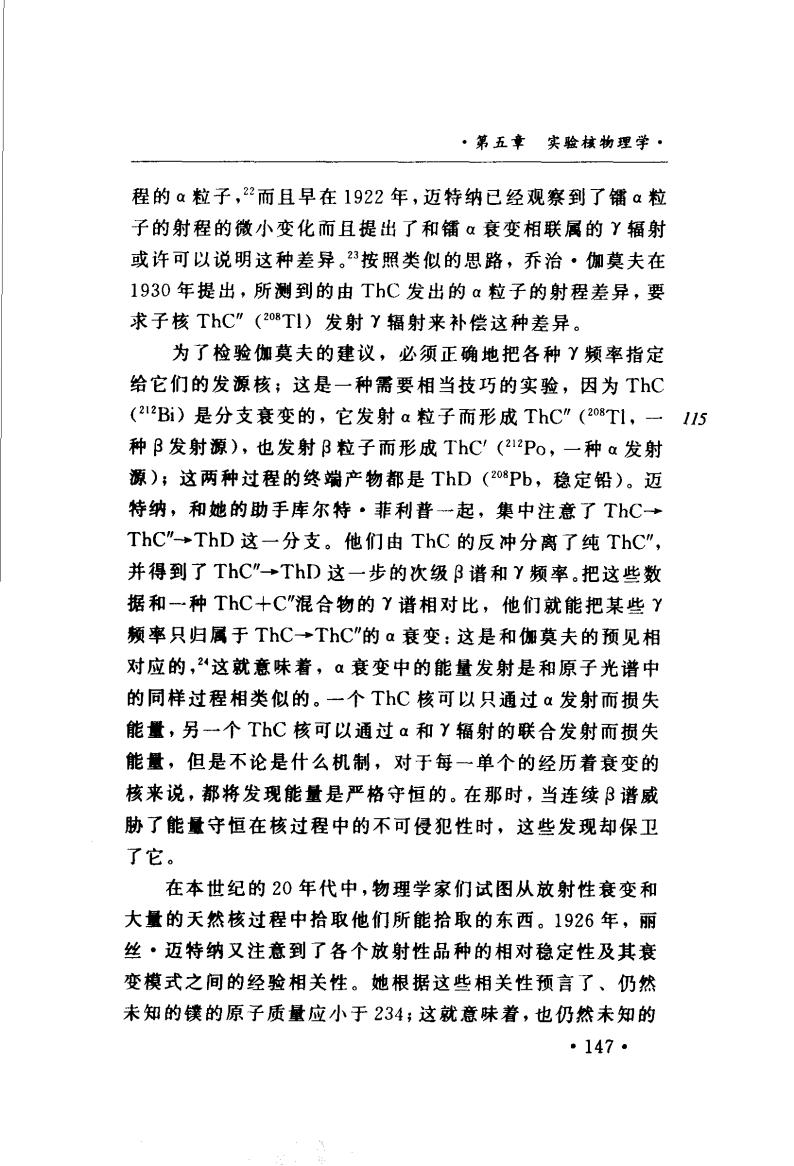 ·第五章 实验核物理学·
程的α粒子,²²而且早在1922年,迈特纳已经观察到了镭α粒
子的射程的微小变化而且提出了和镭α衰变相联属的γ辐射
或许可以说明这种差异。²³按照类似的思路，乔治·伽莫夫在
1930年提出，所测到的由ThC发出的α粒子的射程差异，要
求子核ThC″（²⁰⁸Tl）发射γ辐射来补偿这种差异。
为了检验伽莫夫的建议，必须正确地把各种γ频率指定
给它们的发源核；这是一种需要相当技巧的实验，因为ThC
（²¹²Bi）是分支衰变的，它发射α粒子而形成ThC″（²⁰⁸Tl，一 115
种β发射源），也发射β粒子而形成ThC′（²¹²Po，一种α发射
源）；这两种过程的终端产物都是ThD（²⁰⁸Pb，稳定铅）。迈
特纳，和她的助手库尔特·菲利普一起，集中注意了ThC→
ThC″→ThD这一分支。他们由ThC的反冲分离了纯ThC″，
并得到了ThC″→ThD这一步的次级β谱和γ频率。把这些数
据和一种ThC+C″混合物的γ谱相对比，他们就能把某些γ
频率只归属于ThC→ThC″的α衰变：这是和伽莫夫的预见相
对应的,²⁴这就意味着，α衰变中的能量发射是和原子光谱中
的同样过程相类似的。一个ThC核可以只通过α发射而损失
能量，另一个ThC核可以通过α和γ辐射的联合发射而损失
能量，但是不论是什么机制，对于每一单个的经历着衰变的
核来说，都将发现能量是严格守恒的。在那时，当连续β谱威
胁了能量守恒在核过程中的不可侵犯性时，这些发现却保卫
了它。
在本世纪的20年代中，物理学家们试图从放射性衰变和
大量的天然核过程中拾取他们所能拾取的东西。1926年，丽
丝·迈特纳又注意到了各个放射性品种的相对稳定性及其衰
变模式之间的经验相关性。她根据这些相关性预言了、仍然
未知的镤的原子质量应小于234；这就意味着，也仍然未知的
·147·